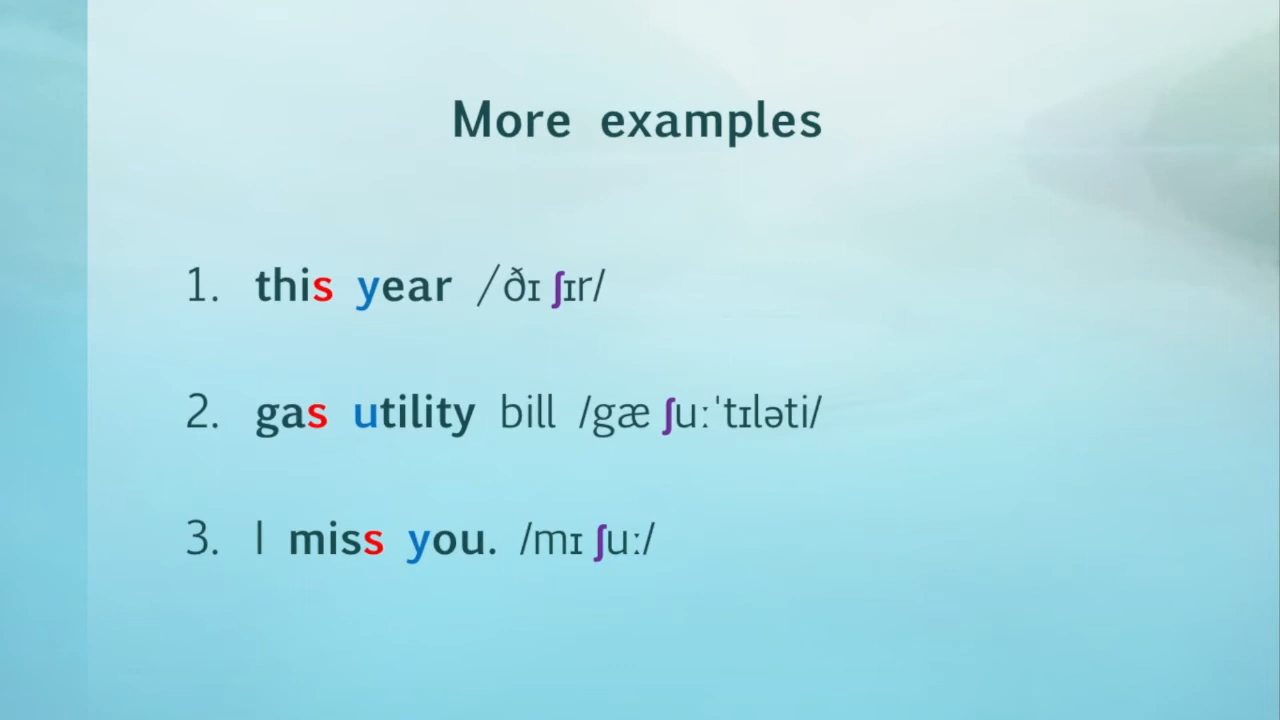 More examples
1. this year /ðɪ ʃɪr/
2. gas utility bill /gæ ʃuːˈtɪləti/
3. I miss you. /mɪ ʃuː/